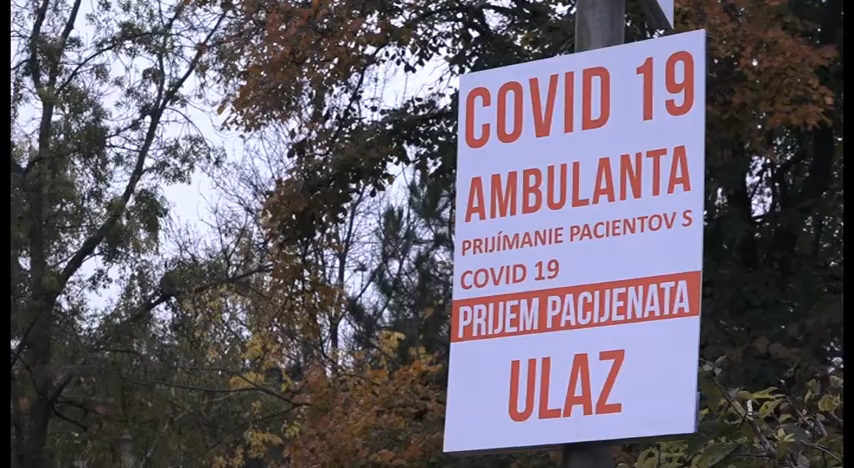 COVID 19
AMBULANTA
PRIJÍMANIE PACIENTOV S
COVID 19
PRIJEM PACIJENATA
ULAZ